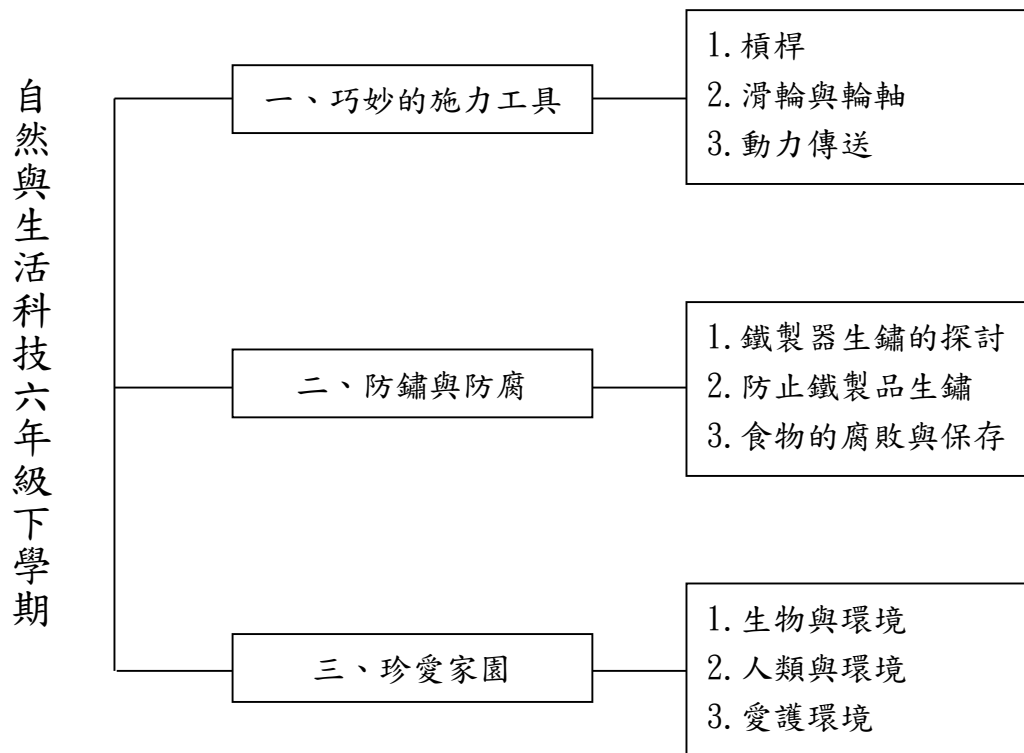 自然與生活科技六年級下學期
一、巧妙的施力工具
1.槓桿
2.滑輪與輪軸
3.動力傳送
二、防鏽與防腐
1.鐵製器生鏽的探討
2.防止鐵製品生鏽
3.食物的腐敗與保存
三、珍愛家園
1.生物與環境
2.人類與環境
3.愛護環境